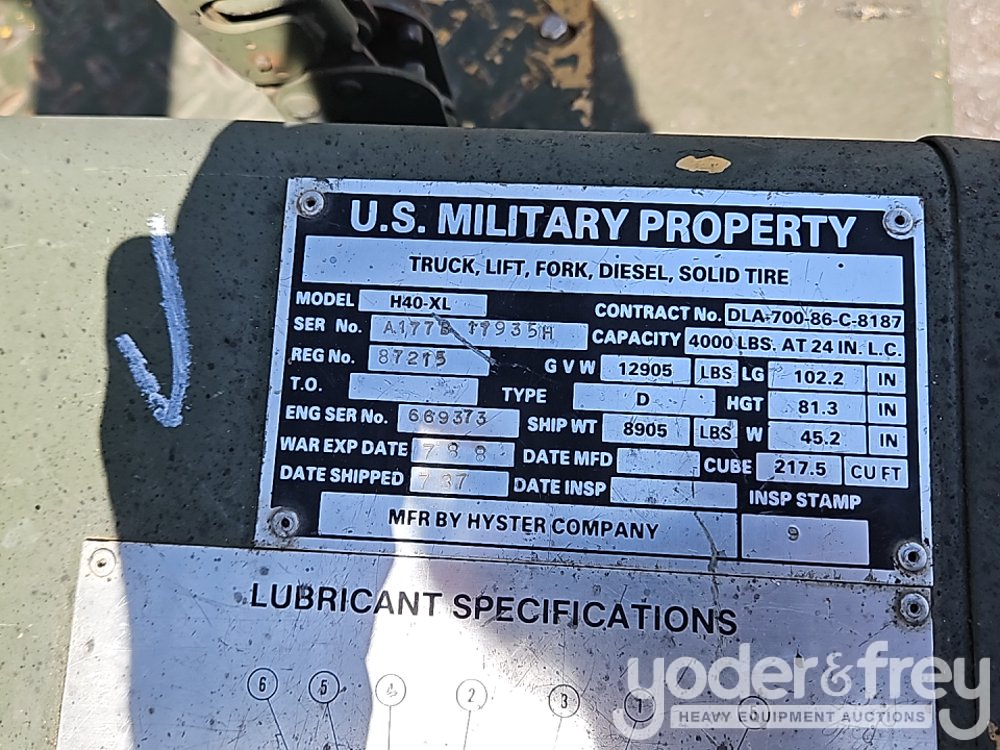 U.S. MILITARY PROPERTY
TRUCK, LIFT, FORK, DIESEL, SOLID TIRE
MODEL H40-XL CONTRACT No. DLA-700-86-C-8187
SER No. A177B 11935H CAPACITY 4000 LBS. AT 24 IN. L.C.
REG No. 87215 G V W 12905 LBS LG 102.2 IN
T.O. TYPE D HGT 81.3 IN
ENG SER No. 669373 SHIP WT 8905 LBS W 45.2 IN
WAR EXP DATE 7 8 8 DATE MFD CUBE 217.5 CU FT
DATE SHIPPED DATE INSP INSP STAMP
MFR BY HYSTER COMPANY 9
LUBRICANT SPECIFICATIONS
6 5 4 2 3 1
yoder&frey
HEAVY EQUIPMENT AUCTIONS